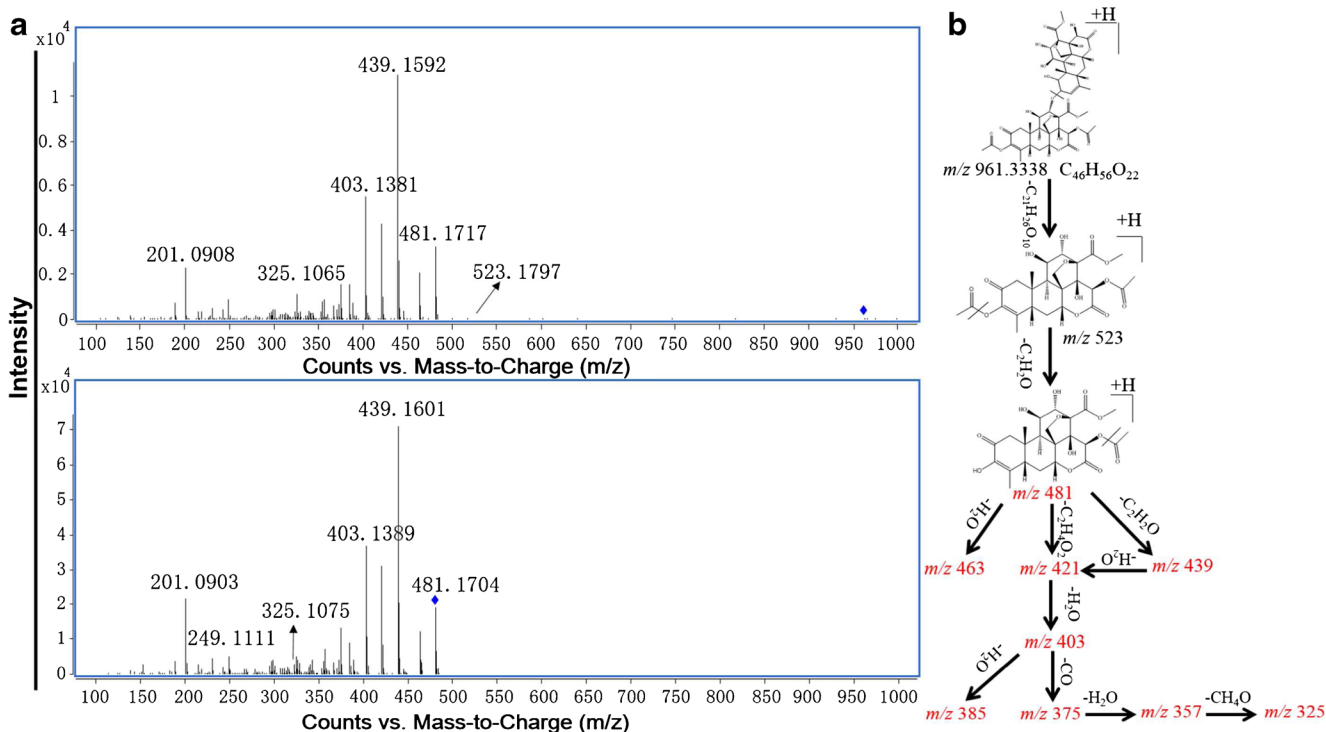 a
x10 4
1
0.8
0.6
0.4
0.2
0
439.1592
403.1381
481.1717
201.0908
325.1065
523.1797
100 150 200 250 300 350 400 450 500 550 600 650 700 750 800 850 900 950 1000
Counts vs. Mass-to-Charge (m/z)
Intensity
x10 4
7
6
5
4
3
2
1
0
439.1601
403.1389
481.1704
201.0903
325.1075
249.1111
100 150 200 250 300 350 400 450 500 550 600 650 700 750 800 850 900 950 1000
Counts vs. Mass-to-Charge (m/z)
b
+H
m/z 961.3338 C46H56O22
-C21H26O10
+H
m/z 523
-C2H2O
+H
m/z 481
-H2O
-C2H4O2
-C2H2O
m/z 463
m/z 421
-H2O
m/z 439
-H2O
m/z 403
-H2O
-CO
m/z 385
m/z 375
-H2O
m/z 357
-CH4O
m/z 325